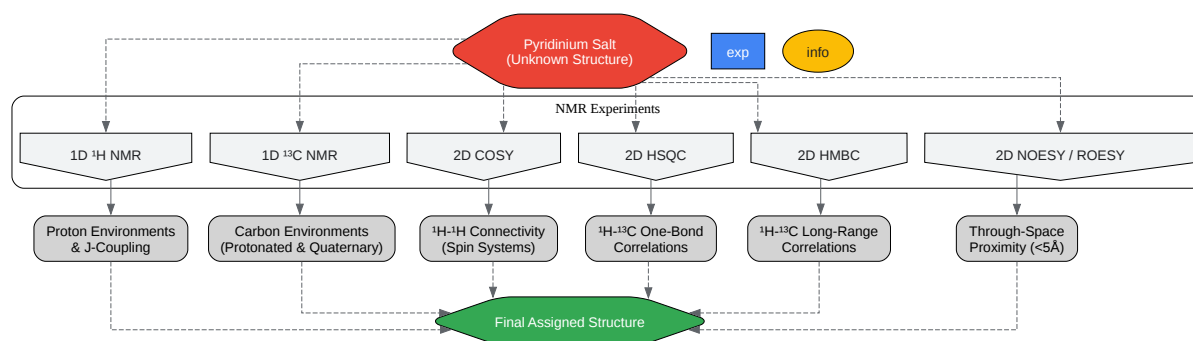 Pyridinium Salt
(Unknown Structure)
exp
info
NMR Experiments
1D ¹H NMR
1D ¹³C NMR
2D COSY
2D HSQC
2D HMBC
2D NOESY / ROESY
Proton Environments
& J-Coupling
Carbon Environments
(Protonated & Quaternary)
¹H-¹H Connectivity
(Spin Systems)
¹H-¹³C One-Bond
Correlations
¹H-¹³C Long-Range
Correlations
Through-Space
Proximity (<5Å)
Final Assigned Structure